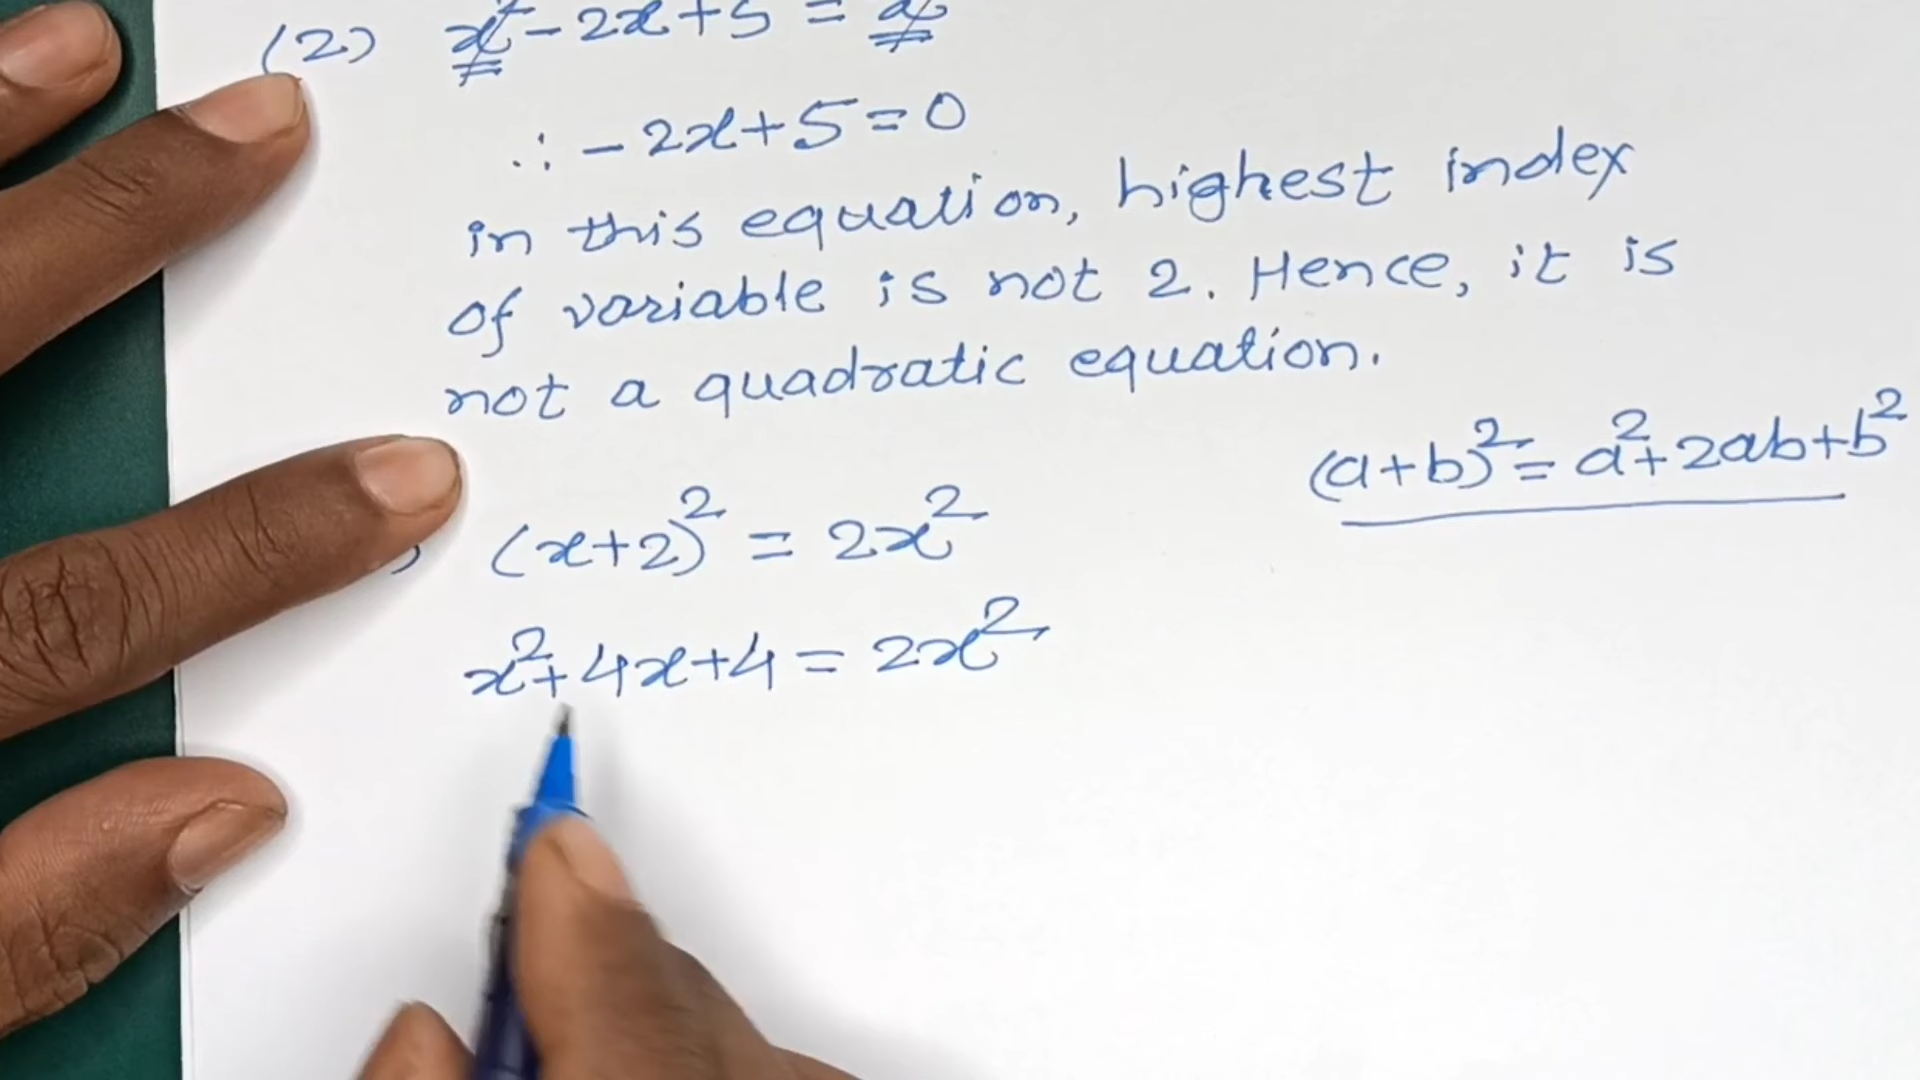 (2) x² - 2x + 5 = x²
∴ - 2x + 5 = 0
in this equation, highest index
of variable is not 2. Hence, it is
not a quadratic equation.
(a+b)² = a² + 2ab + b²
) (x+2)² = 2x²
x² + 4x + 4 = 2x²